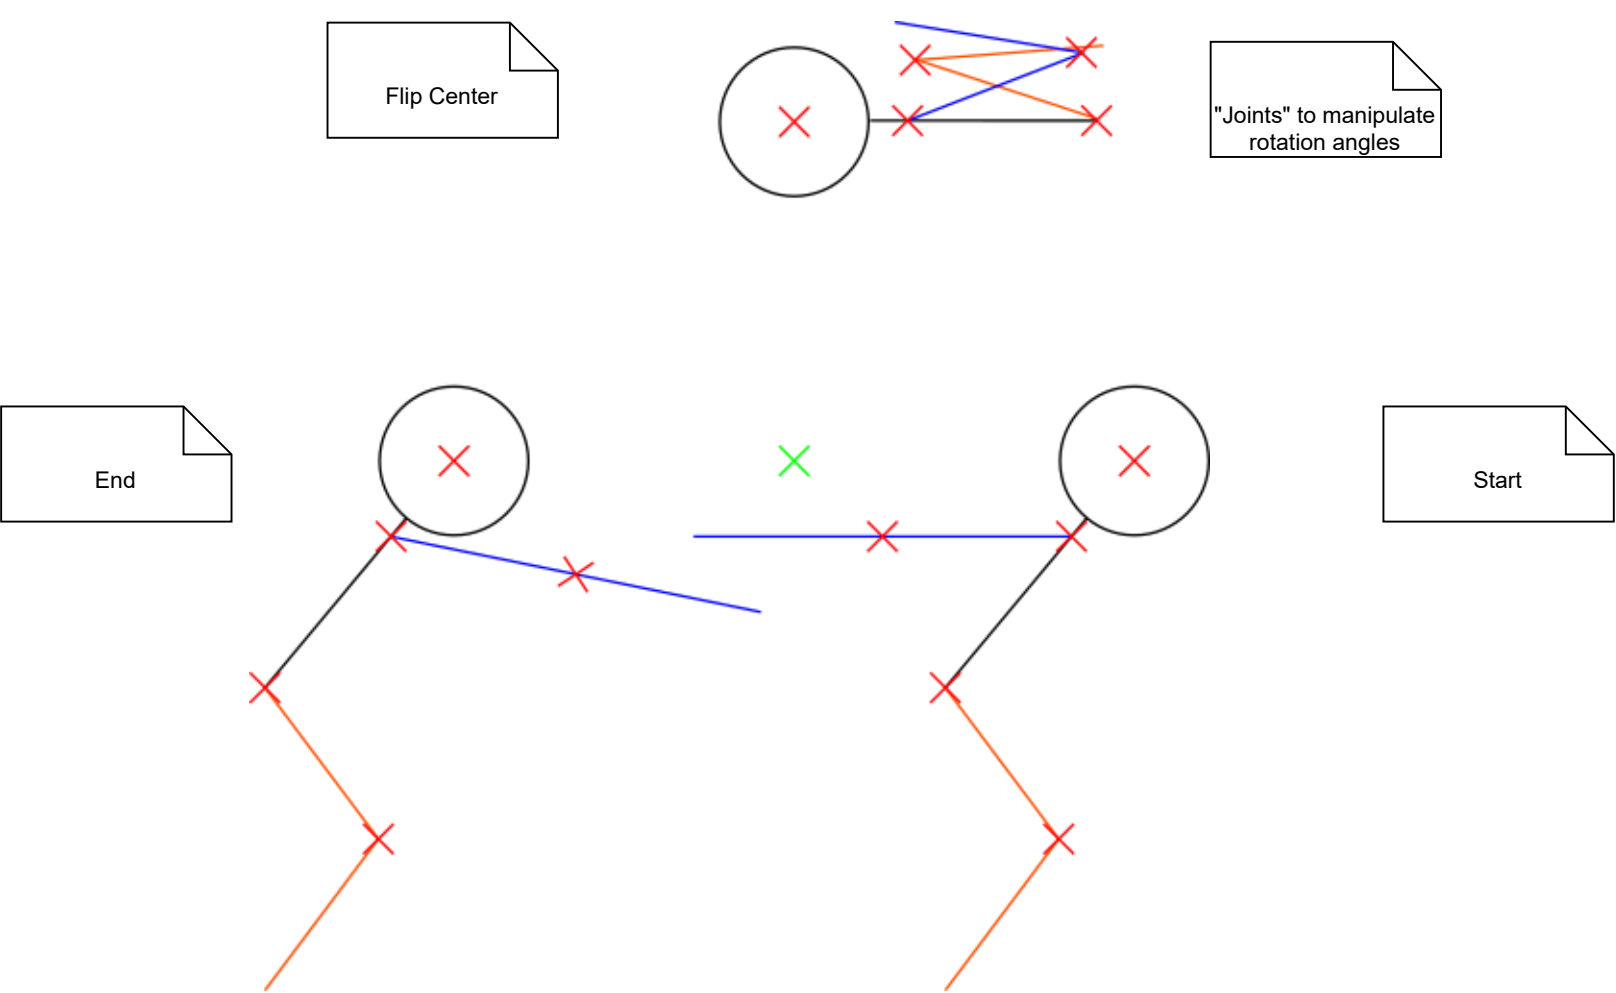 Flip Center
"Joints" to manipulate
rotation angles
End
Start